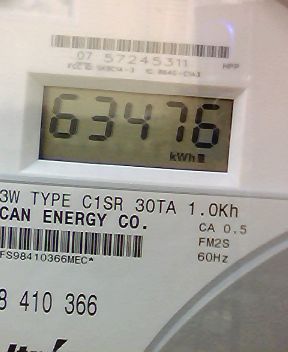 07 57245311
HPP
63476
kWh
3W TYPE C1SR 30TA 1.0Kh
CAN ENERGY CO.
CA 0.5
FM2S
FS98410366MEC*
60Hz
8 410 366